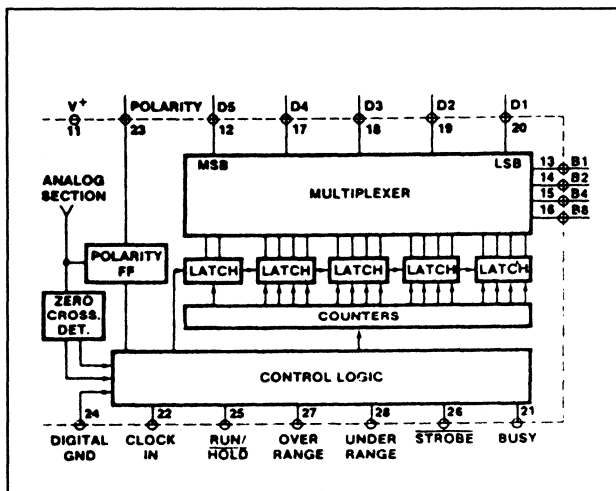 V+ POLARITY D5 D4 D3 D2 D1
11 23 12 17 18 19 20
MSB LSB
MULTIPLEXER
13 B1
14 B2
15 B4
16 B8
ANALOG
SECTION
POLARITY
FF
LATCH LATCH LATCH LATCH LATCH
ZERO
CROSS.
DET.
COUNTERS
CONTROL LOGIC
24 22 25 27 28 26 21
DIGITAL
GND
CLOCK
IN
RUN/
HOLD
OVER
RANGE
UNDER
RANGE
STROBE
BUSY